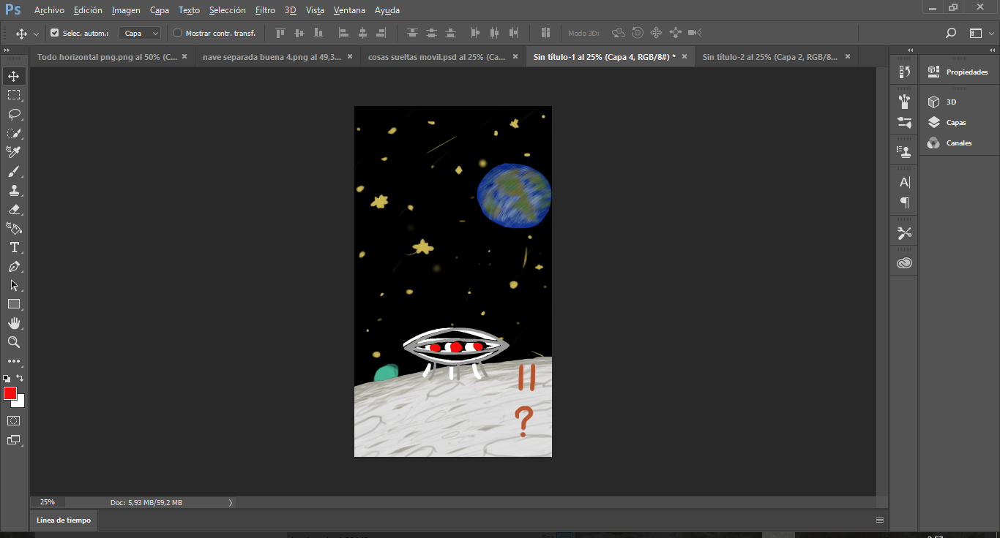 Ps Archivo Edición Imagen Capa Texto Selección Filtro 3D Vista Ventana Ayuda
Selec. autom.: Capa Mostrar contr. transf. Modo 3D:
Todo horizontal png.png al 50% (C... × nave separada buena 4.png al 49,3... × cosas sueltas movil.psd al 25% (Ca... × Sin título-1 al 25% (Capa 4, RGB/8#) * × Sin título-2 al 25% (Capa 2, RGB/8... ×
Propiedades
3D
Capas
Canales
?
25% Doc: 5,93 MB/59,2 MB
Línea de tiempo